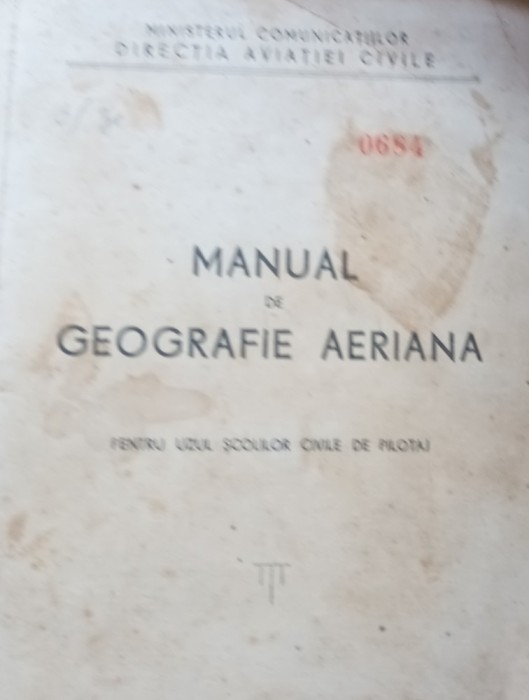 MINISTERUL COMUNICAȚIILOR
DIRECȚIA AVIAȚIEI CIVILE
0684
MANUAL
DE
GEOGRAFIE AERIANA
PENTRU UZUL ȘCOLILOR CIVILE DE PILOTAJ